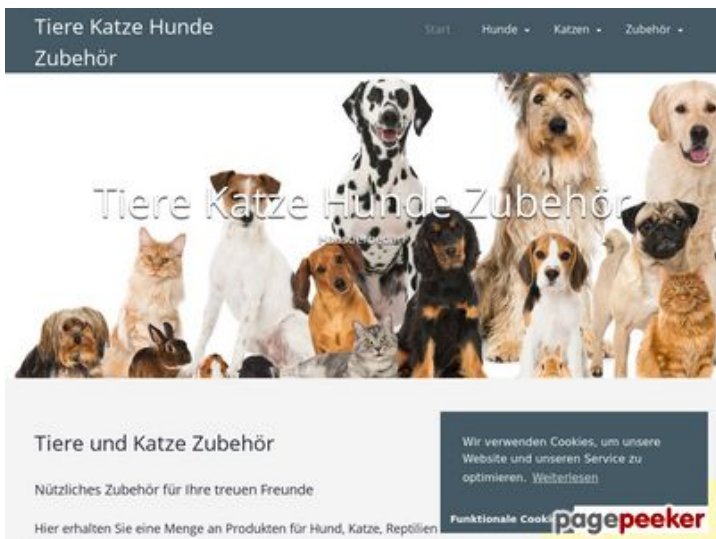 Tiere Katze Hunde
Zubehör
Start Hunde Katzen Zubehör
Tiere Katze Hunde Zubehör
Tiere und Katze Zubehör
Nützliches Zubehör für Ihre treuen Freunde
Hier erhalten Sie eine Menge an Produkten für Hund, Katze, Reptilien
Wir verwenden Cookies, um unsere
Website und unseren Service zu
optimieren. Weiterlesen
Funktionale
pagepeeker